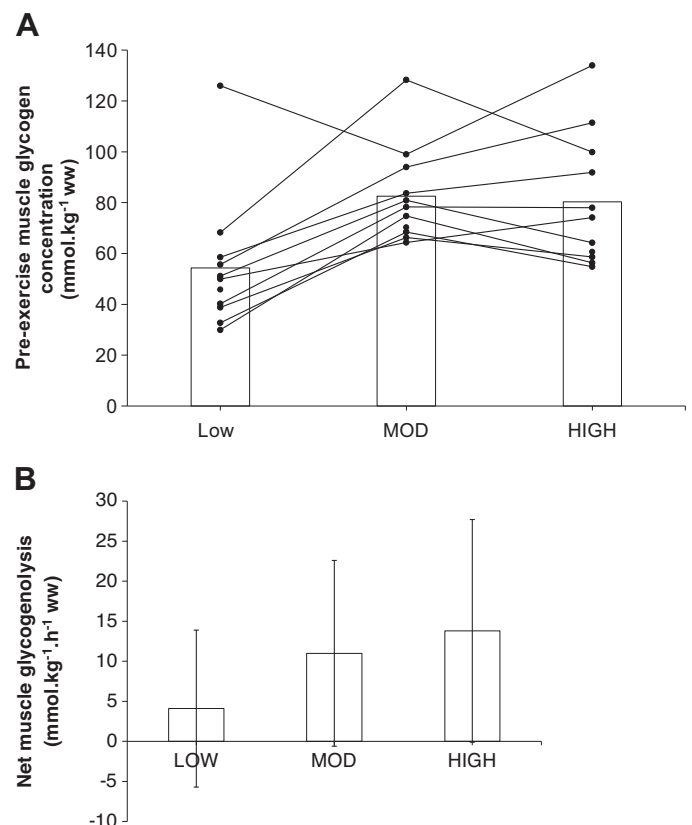 A
Pre-exercise muscle glycogen
concentration
(mmol.kg⁻¹ ww)
140
120
100
80
60
40
20
0
Low MOD HIGH
B
Net muscle glycogenolysis
(mmol.kg⁻¹.h⁻¹ ww)
30
25
20
15
10
5
0
-5
-10
LOW MOD HIGH